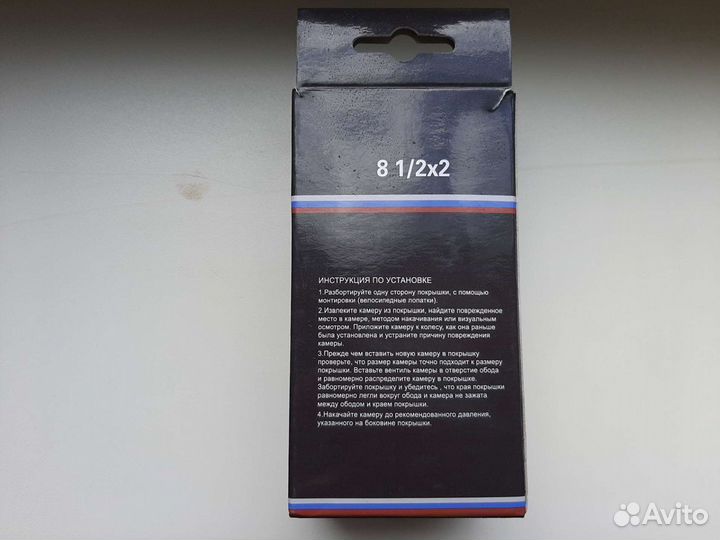 8 1/2x2
ИНСТРУКЦИЯ ПО УСТАНОВКЕ
1.Разбортируйте одну сторону покрышки, с помощью
монтировки (велосипедные лопатки).
2.Извлеките камеру из покрышки, найдите поврежденное
место в камере, методом накачивания или визуальным
осмотром. Приложите камеру к колесу, как она раньше
была установлена и устраните причину повреждения
камеры.
3.Прежде чем вставить новую камеру в покрышку
проверьте, что размер камеры точно подходит к размеру
покрышки. Вставьте вентиль камеры в отверстие обода
и равномерно распределите камеру в покрышке.
Забортируйте покрышку и убедитесь , что края покрышки
равномерно легли вокруг обода и камера не зажата
между ободом и краем покрышки.
4.Накачайте камеру до рекомендованного давления,
указанного на боковине покрышки.
Avito